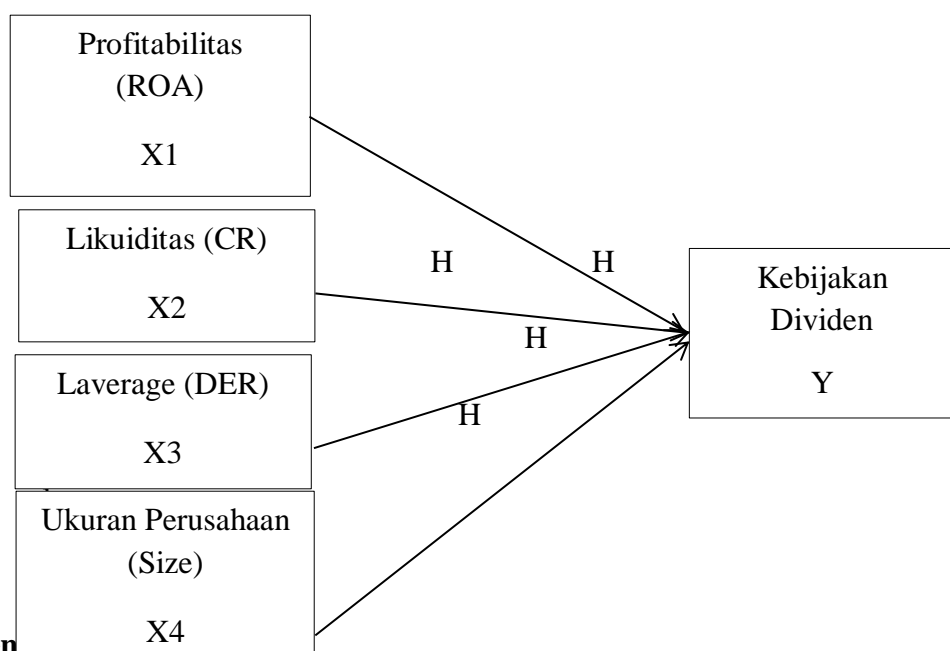 Profitabilitas
(ROA)
X1
Likuiditas (CR)
X2
Laverage (DER)
X3
Ukuran Perusahaan
(Size)
X4
H
H
H
H
Kebijakan
Dividen
Y
n